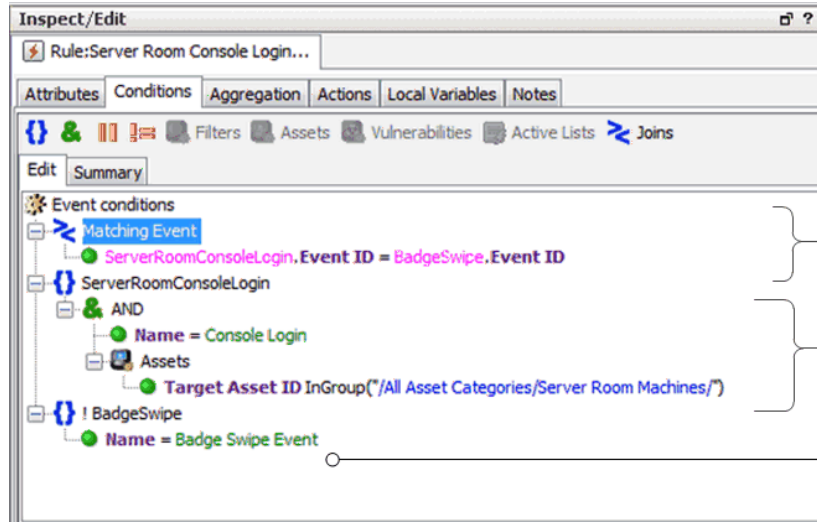 Inspect/Edit ?
Rule:Server Room Console Login...
Attributes Conditions Aggregation Actions Local Variables Notes
{} & Filters Assets Vulnerabilities Active Lists Joins
Edit Summary
Event conditions
Matching Event
ServerRoomConsoleLogin.Event ID = BadgeSwipe.Event ID
{} ServerRoomConsoleLogin
& AND
Name = Console Login
Assets
Target Asset ID InGroup("/All Asset Categories/Server Room Machines/")
{} ! BadgeSwipe
Name = Badge Swipe Event